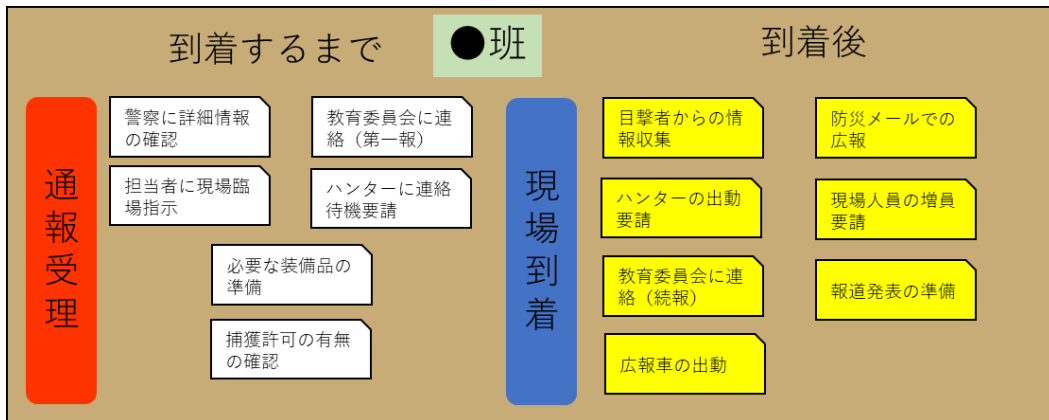 到着するまで
●班
到着後
通報受理
警察に詳細情報
の確認
教育委員会に連
絡（第一報）
担当者に現場臨
場指示
ハンターに連絡
待機要請
必要な装備品の
準備
捕獲許可の有無
の確認
現場到着
目撃者からの情
報収集
防災メールでの
広報
ハンターの出動
要請
現場人員の増員
要請
教育委員会に連
絡（続報）
報道発表の準備
広報車の出動